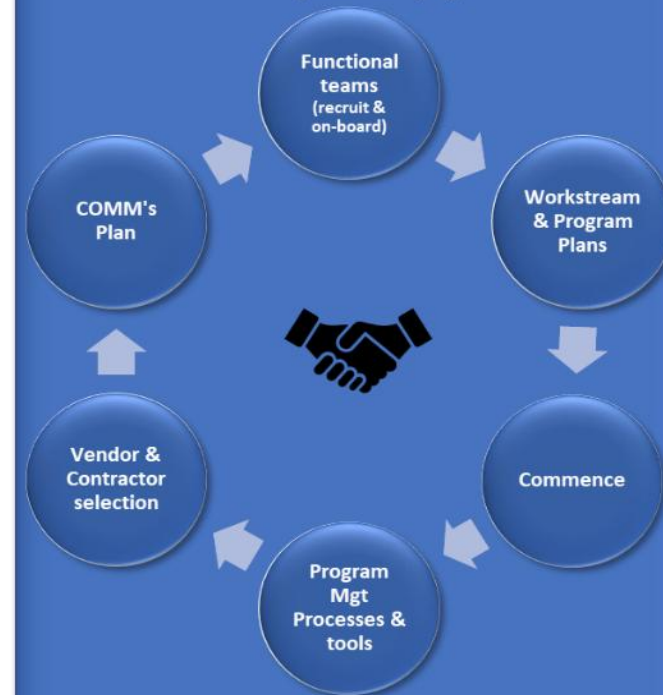 Functional
teams
(recruit &
on-board)
Workstream
& Program
Plans
Commence
Program
Mgt
Processes &
tools
Vendor &
Contractor
selection
COMM's
Plan